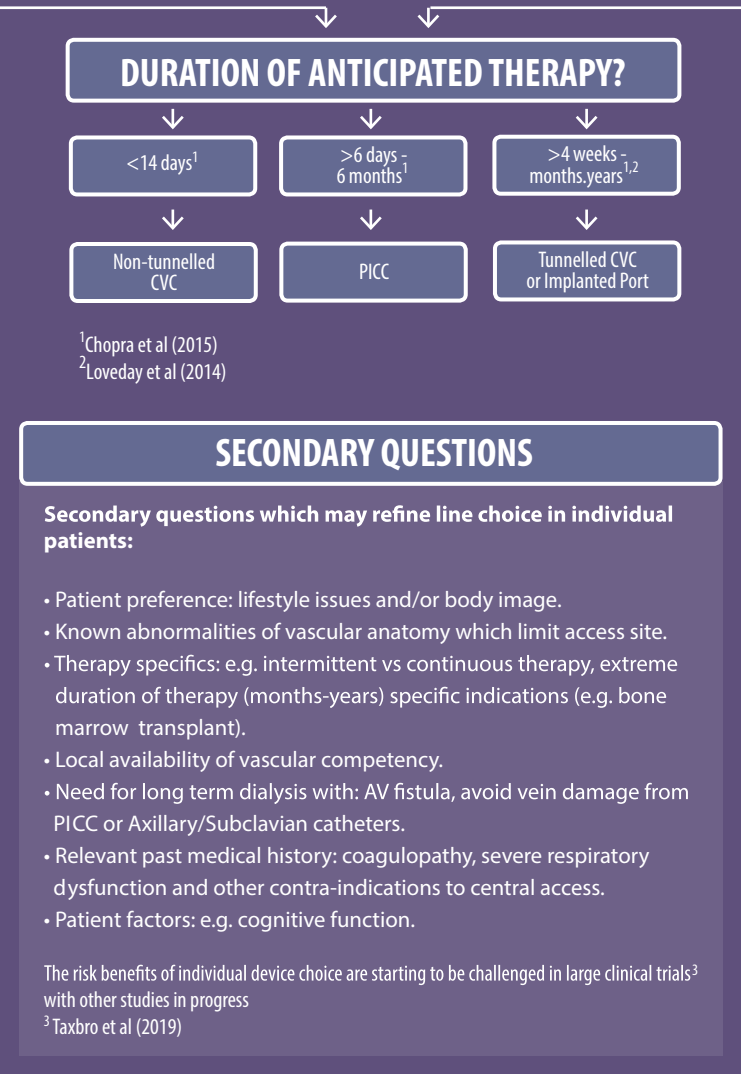 DURATION OF ANTICIPATED THERAPY?
<14 days1
>6 days -
6 months1
>4 weeks -
months.years1,2
Non-tunnelled
CVC
PICC
Tunnelled CVC
or Implanted Port
1Chopra et al (2015)
2Loveday et al (2014)
SECONDARY QUESTIONS
Secondary questions which may refine line choice in individual
patients:
• Patient preference: lifestyle issues and/or body image.
• Known abnormalities of vascular anatomy which limit access site.
• Therapy specifics: e.g. intermittent vs continuous therapy, extreme
duration of therapy (months-years) specific indications (e.g. bone
marrow transplant).
• Local availability of vascular competency.
• Need for long term dialysis with: AV fistula, avoid vein damage from
PICC or Axillary/Subclavian catheters.
• Relevant past medical history: coagulopathy, severe respiratory
dysfunction and other contra-indications to central access.
• Patient factors: e.g. cognitive function.
The risk benefits of individual device choice are starting to be challenged in large clinical trials3
with other studies in progress
3 Taxbro et al (2019)